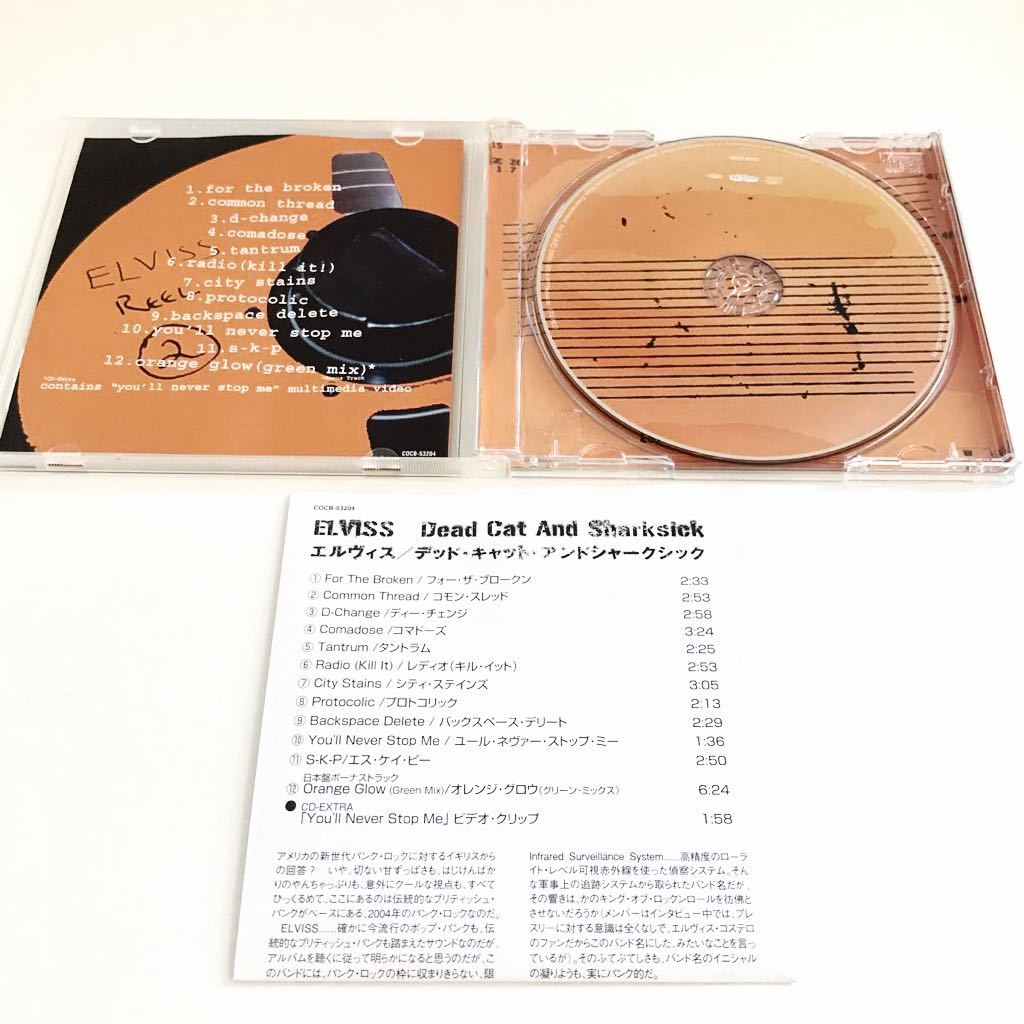 1.for the broken
2.common thread
3.d-change
4.comadose
5.tantrum
6.radio(kill it!)
7.city stains
8.protocolic
9.backspace delete
10.you'll never stop me
11.s-k-p
12.orange glow(green mix)*
*CD-Extra
Bonus Track
contains "you'll never stop me" multimedia video
ELVISS
REEL
2
COCB-53204
15
COCB-53204
ELVISS Dead Cat And Sharksick
エルヴィス/デッド・キャット・アンドシャークシック
① For The Broken / フォー・ザ・ブロークン 2:33
② Common Thread / コモン・スレッド 2:53
③ D-Change /ディー・チェンジ 2:58
④ Comadose /コマドーズ 3:24
⑤ Tantrum /タントラム 2:25
⑥ Radio (Kill It) / レディオ(キル・イット) 2:53
⑦ City Stains / シティ・ステインズ 3:05
⑧ Protocolic /プロトコリック 2:13
⑨ Backspace Delete / バックスペース・デリート 2:29
⑩ You'll Never Stop Me / ユール・ネヴァー・ストップ・ミー 1:36
⑪ S-K-P/エス・ケイ・ピー 2:50
日本盤ボーナストラック
⑫ Orange Glow (Green Mix)/オレンジ・グロウ(グリーン・ミックス) 6:24
● CD-EXTRA
「You'll Never Stop Me」 ビデオ・クリップ 1:58
アメリカの新世代パンク・ロックに対するイギリスから
の回答? いや、切ない甘ずっぱさも、はじけんばか
りのやんちゃっぷりも、意外にクールな視点も、すべて
ひっくるめて、ここにあるのは伝統的なブリティッシュ・
パンクがベースにある、2004年のパンク・ロックなのだ。
ELVISS……確かに今流行のポップ・パンクも、伝
統的なブリティッシュ・パンクも踏まえたサウンドなのだが、
アルバムを聴くに従って明らかになると思うのだが、こ
のバンドには、パンク・ロックの枠に収まりきらない、限
Infrared Surveillance System……高精度のローラ
イト・レベル可視赤外線を使った偵察システム。そん
な軍事上の追跡システムから取られたバンド名だが、
その響きは、かのキング・オブ・ロックンロールを彷彿と
させないだろうか（メンバーはインタビュー中では、プレ
スリーに対する意識は全くなしで、エルヴィス・コステロ
のファンだからこのバンド名にした、みたいなことを言っ
ているが）。そのふてぶてしさも、バンド名のイニシャル
の凝りようも、実にパンク的だ。